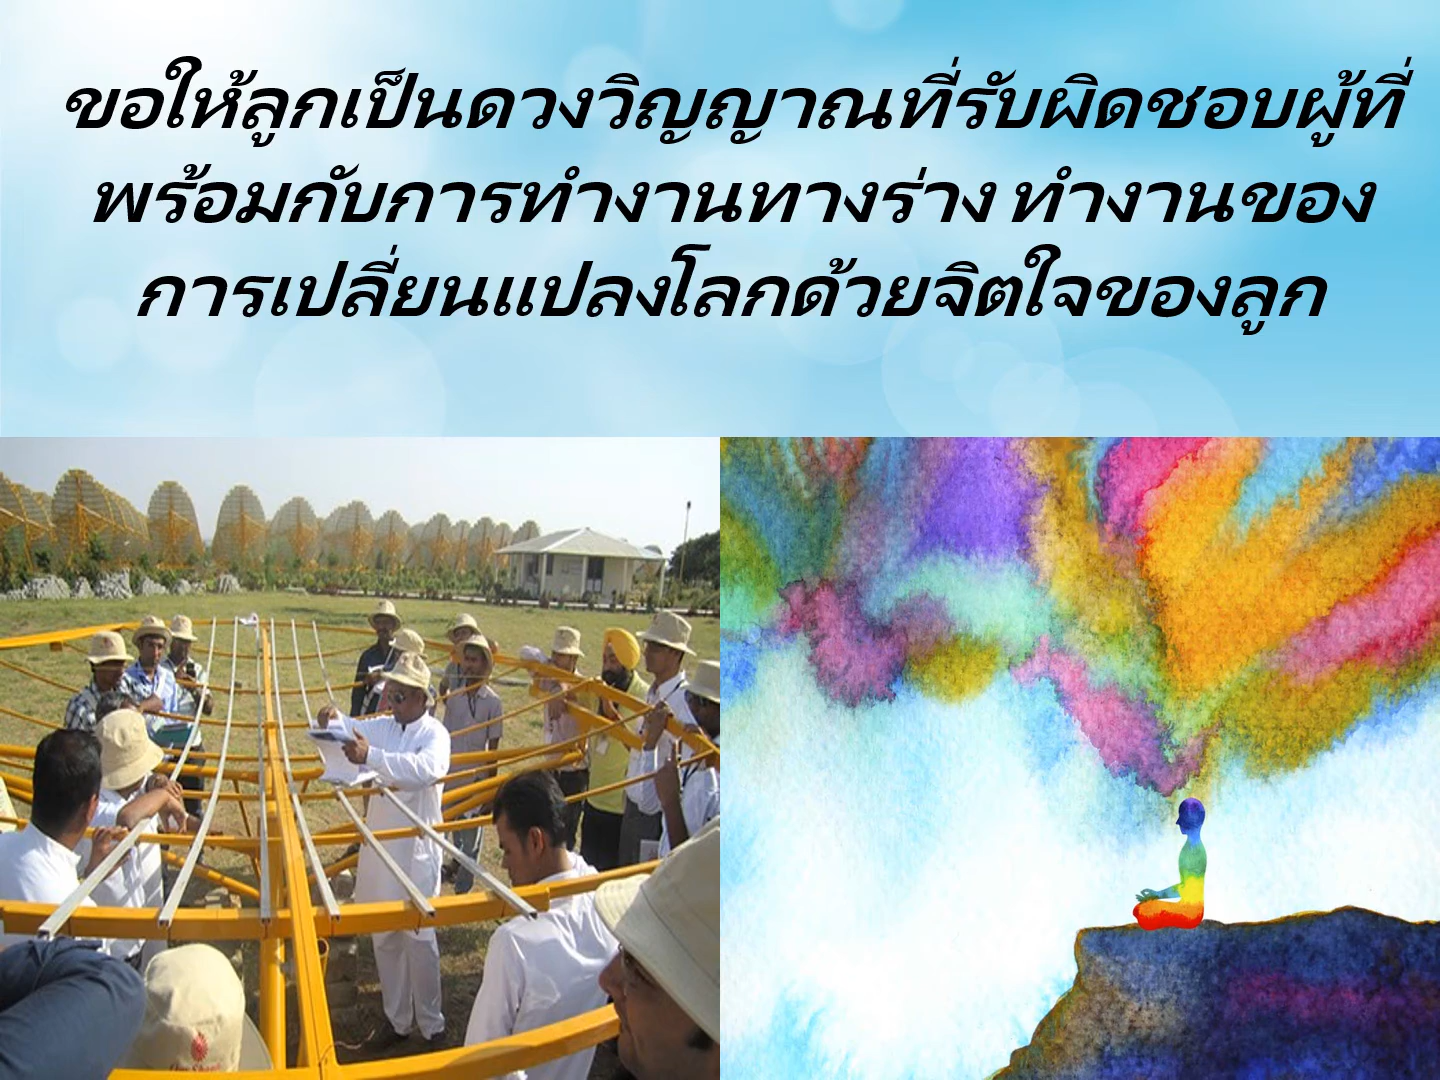 ขอให้ลูกเป็นดวงวิญญาณที่รับผิดชอบผู้ที่
พร้อมกับการทำงานทางร่าง ทำงานของ
การเปลี่ยนแปลงโลกด้วยจิตใจของลูก